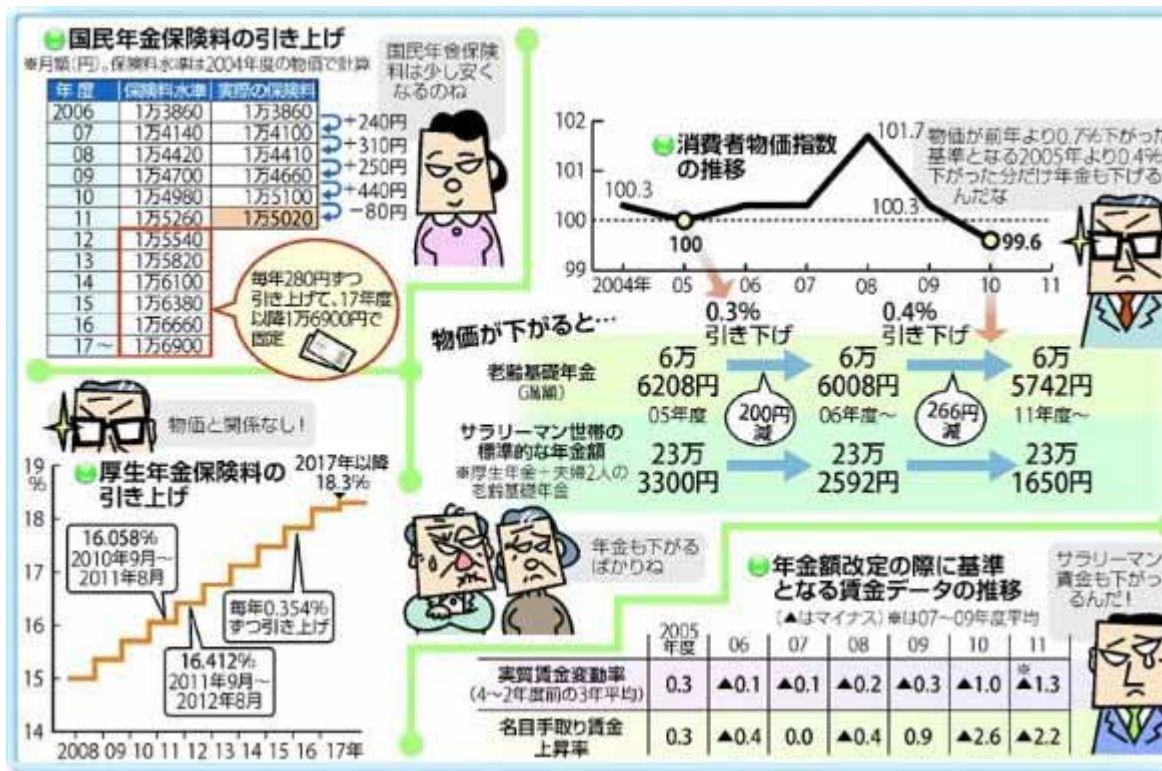 国民年金保険料の引き上げ
※月額(円)。保険料水準は2004年度の物価で計算
年度 保険料水準 実際の保険料
2006 1万3860 1万3860
07 1万4140 1万4100
08 1万4420 1万4410
09 1万4700 1万4660
10 1万4980 1万5100
11 1万5260 1万5020
12 1万5540
13 1万5820
14 1万6100
15 1万6380
16 1万6660
17〜 1万6900
+240円
+310円
+250円
+440円
−80円
毎年280円ずつ
引き上げて、17年度
以降1万6900円で
固定
国民年金保険
料は少し安く
なるのね
消費者物価指数
の推移
102
101
100
99
100.3
100
101.7
100.3
99.6
2004年 05 06 07 08 09 10 11
物価が前年より0.7%下がった
基準となる2005年より0.4%
下がった分だけ年金も下げる
んだな
物価が下がると…
0.3%
引き下げ
0.4%
引き下げ
老齢基礎年金
(満額)
6万
6208円
05年度
200円
減
6万
6008円
06年度〜
266円
減
6万
5742円
11年度〜
サラリーマン世帯の
標準的な年金額
※厚生年金+夫婦2人の
老齢基礎年金
23万
3300円
23万
2592円
23万
1650円
物価と関係なし!
厚生年金保険料の
引き上げ
19
%
18
17
16
15
14
2017年以降
18.3%
16.058%
2010年9月〜
2011年8月
毎年0.354%
ずつ引き上げ
16.412%
2011年9月〜
2012年8月
2008 09 10 11 12 13 14 15 16 17年
年金も下がる
ばかりね
年金額改定の際に基準
となる賃金データの推移
(▲はマイナス)※は07〜09年度平均
2005
年度 06 07 08 09 10 11
実質賃金変動率
(4〜2年度前の3年平均)
0.3 ▲0.1 ▲0.1 ▲0.2 ▲0.3 ▲1.0 ※▲1.3
名目手取り賃金
上昇率
0.3 ▲0.4 0.0 ▲0.4 0.9 ▲2.6 ▲2.2
サラリーマン
賃金も下がっ
るんだ!